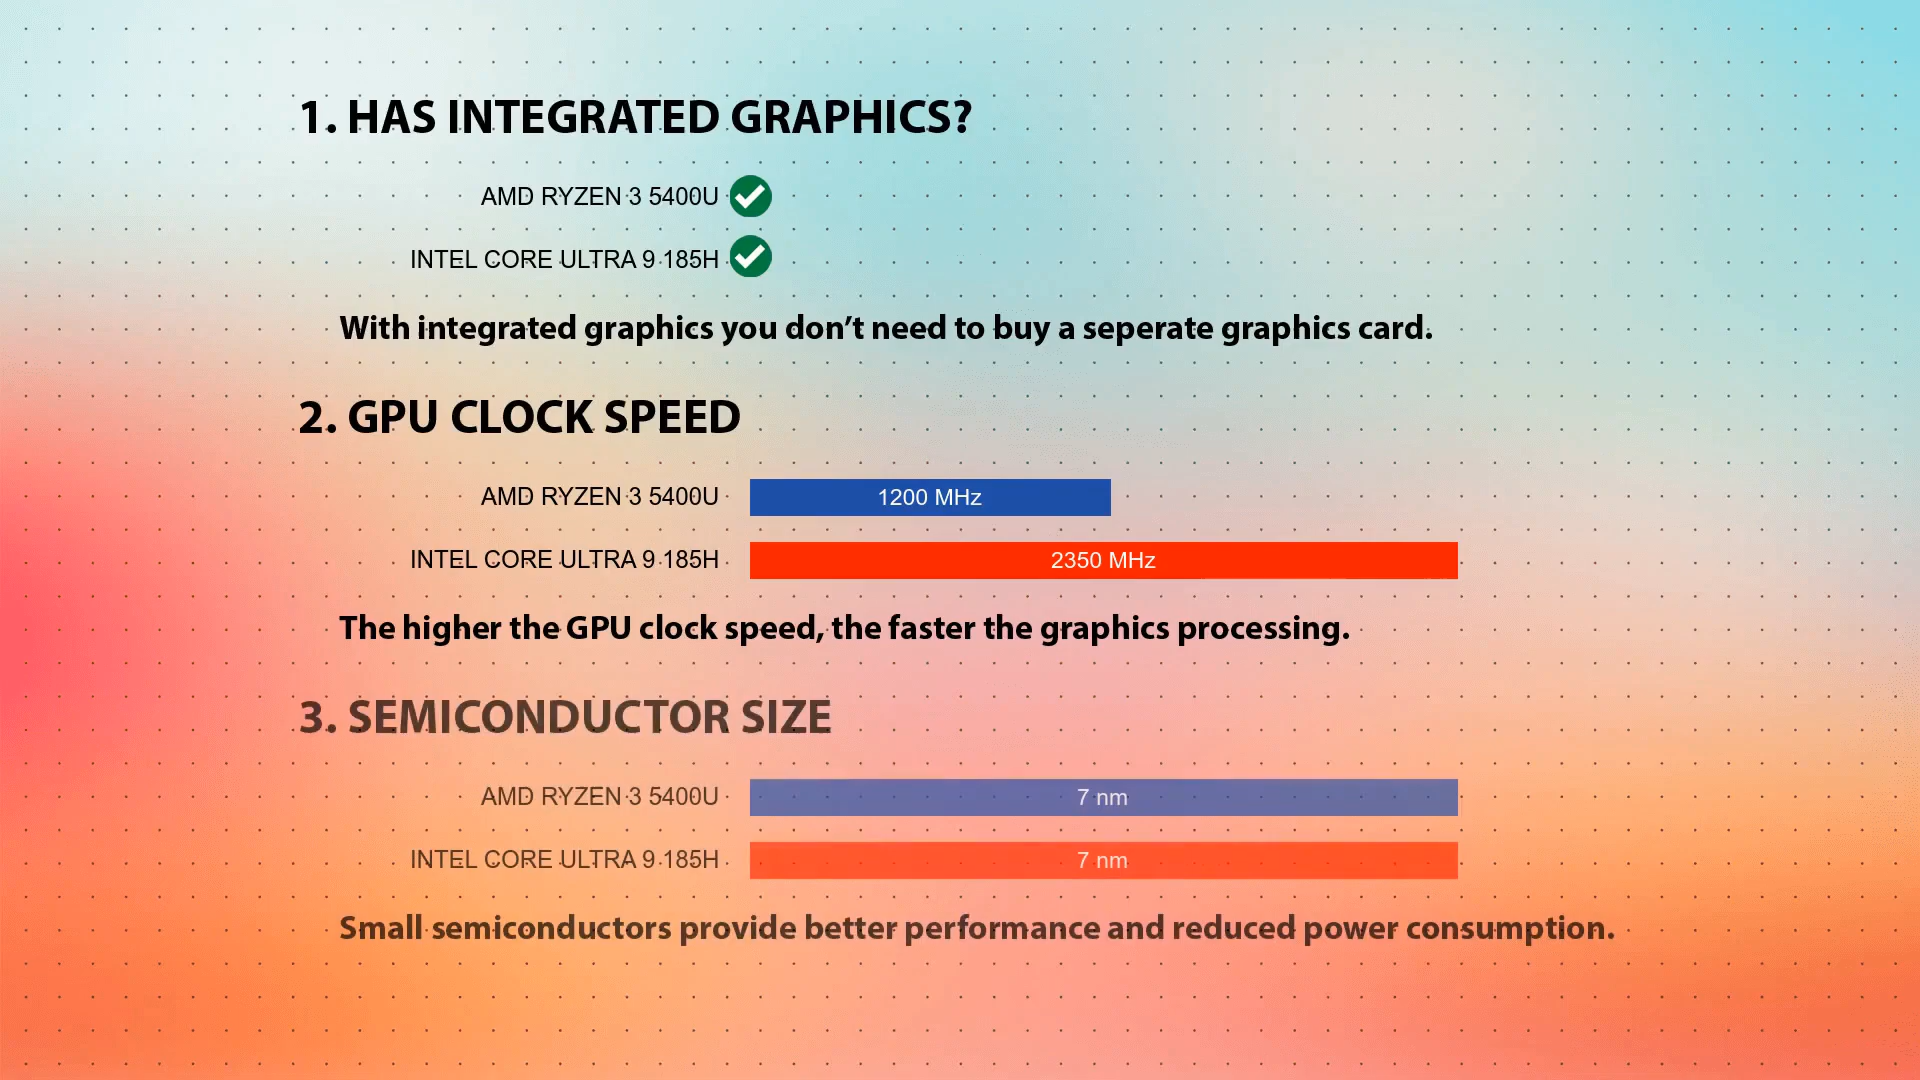 1. HAS INTEGRATED GRAPHICS?
AMD RYZEN 3 5400U
INTEL CORE ULTRA 9 185H
With integrated graphics you don’t need to buy a seperate graphics card.
2. GPU CLOCK SPEED
AMD RYZEN 3 5400U 1200 MHz
INTEL CORE ULTRA 9 185H 2350 MHz
The higher the GPU clock speed, the faster the graphics processing.
3. SEMICONDUCTOR SIZE
AMD RYZEN 3 5400U 7 nm
INTEL CORE ULTRA 9 185H 7 nm
Small semiconductors provide better performance and reduced power consumption.